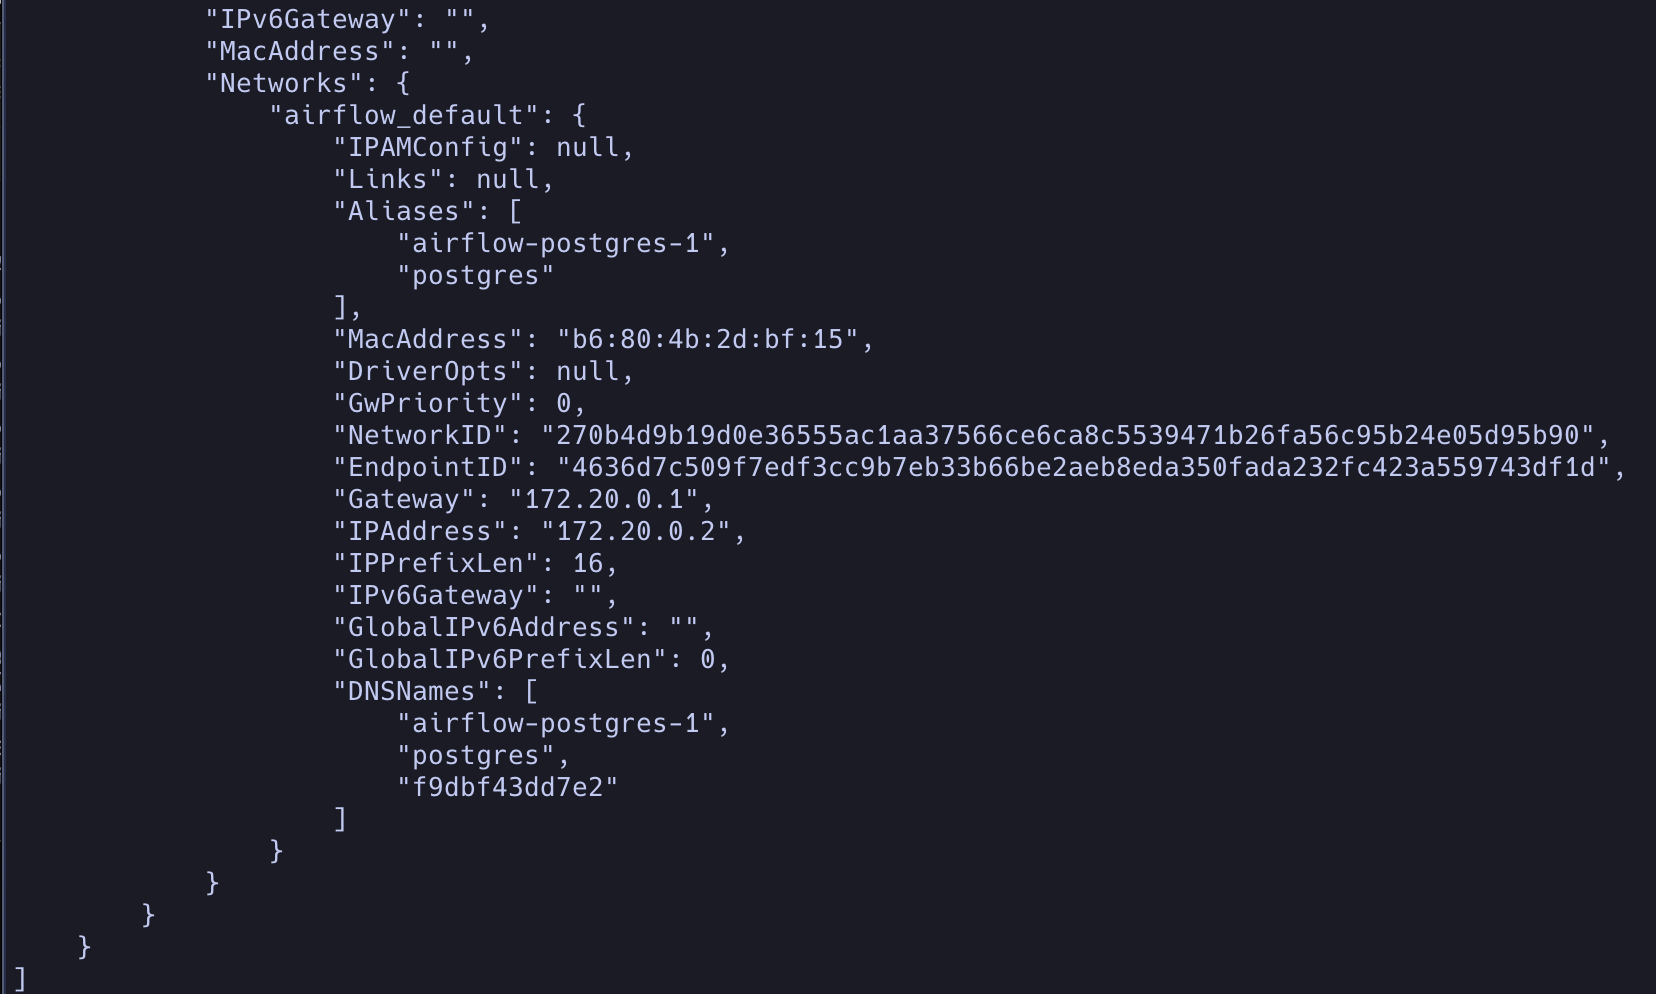 "IPv6Gateway": "",
"MacAddress": "",
"Networks": {
"airflow_default": {
"IPAMConfig": null,
"Links": null,
"Aliases": [
"airflow-postgres-1",
"postgres"
],
"MacAddress": "b6:80:4b:2d:bf:15",
"DriverOpts": null,
"GwPriority": 0,
"NetworkID": "270b4d9b19d0e36555ac1aa37566ce6ca8c5539471b26fa56c95b24e05d95b90",
"EndpointID": "4636d7c509f7edf3cc9b7eb33b66be2aeb8eda350fada232fc423a559743df1d",
"Gateway": "172.20.0.1",
"IPAddress": "172.20.0.2",
"IPPrefixLen": 16,
"IPv6Gateway": "",
"GlobalIPv6Address": "",
"GlobalIPv6PrefixLen": 0,
"DNSNames": [
"airflow-postgres-1",
"postgres",
"f9dbf43dd7e2"
]
}
}
}
}
]